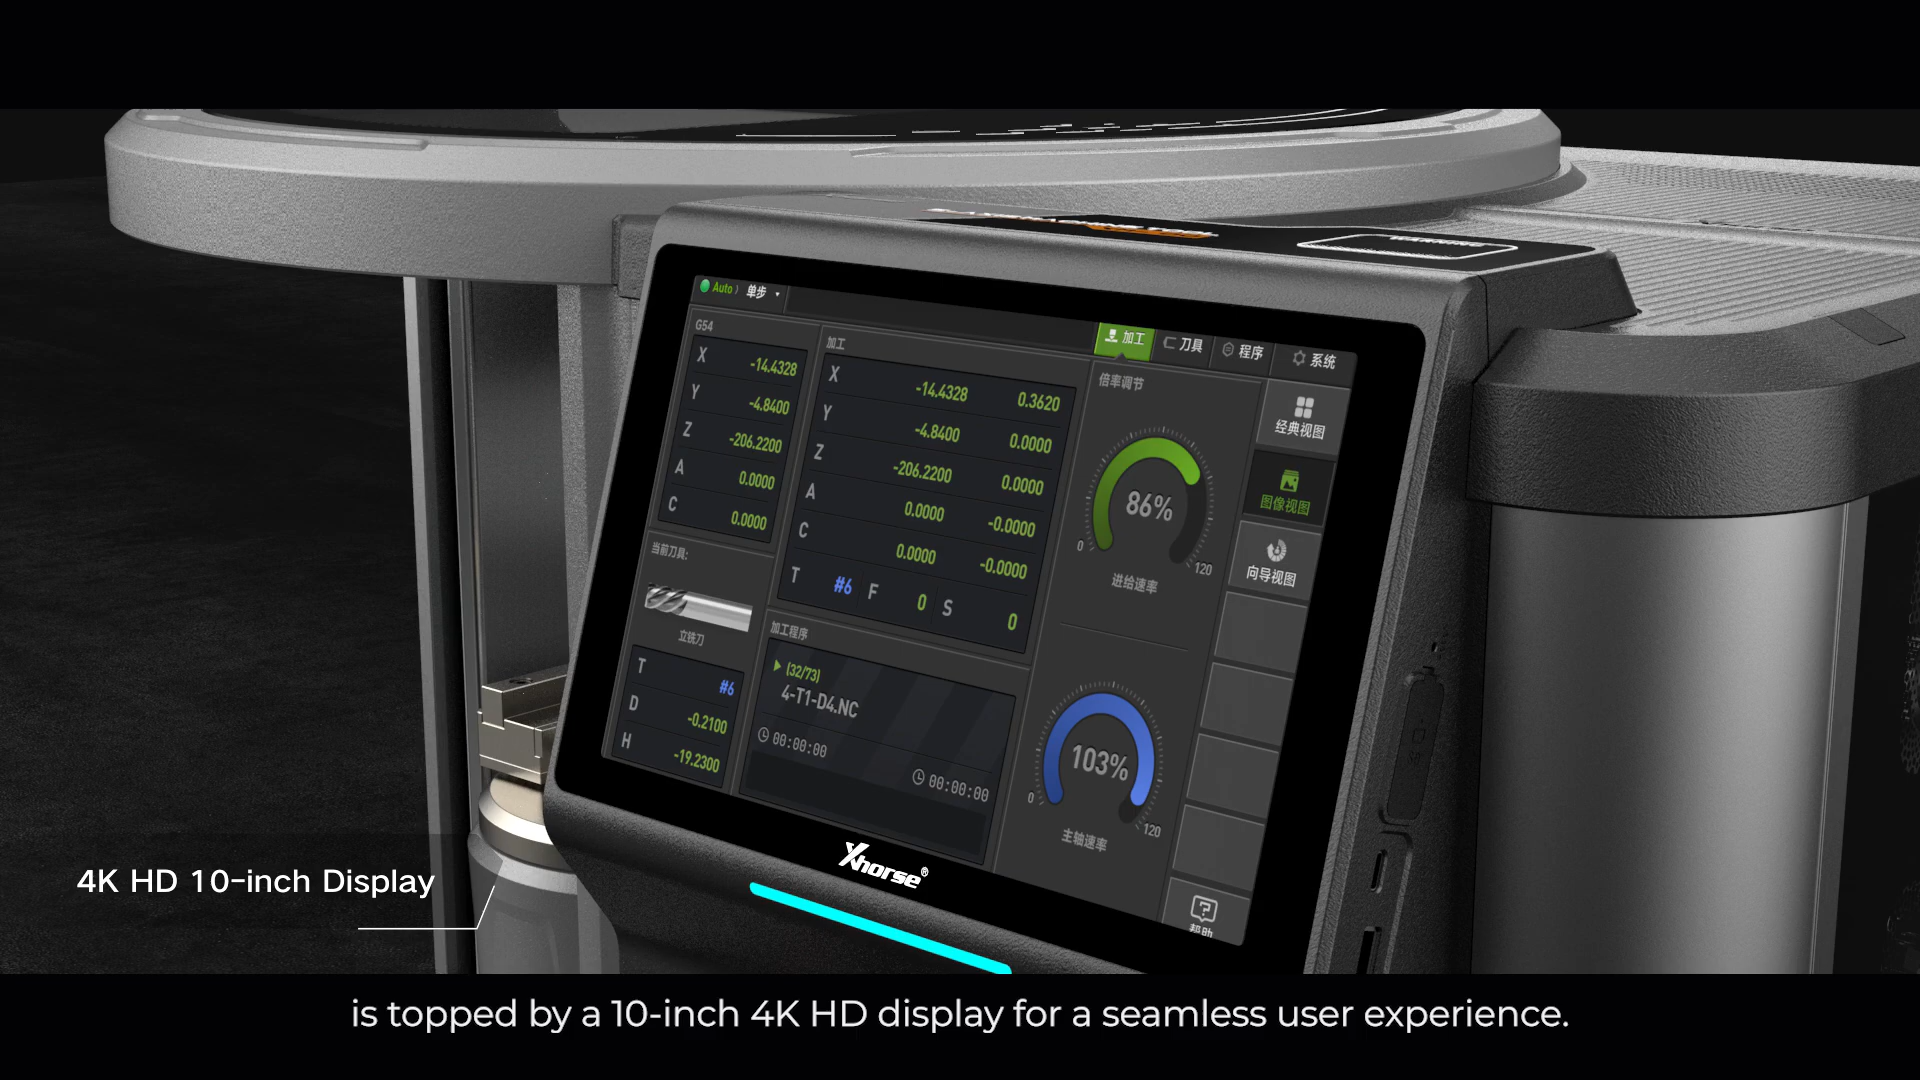 WARNING
Auto
单步
加工
刀具
程序
系统
G54
X -14.4328
Y -4.8400
Z -206.2200
A 0.0000
C 0.0000
加工
X -14.4328 0.3620
Y -4.8400 0.0000
Z -206.2200 0.0000
A 0.0000 -0.0000
C 0.0000 -0.0000
T #6 F 0 S 0
倍率调节
86%
0
120
进给速率
103%
0
120
主轴速率
经典视图
图像视图
向导视图
帮助
当前刀具:
立铣刀
T #6
D -0.2100
H -19.2300
加工程序
(32/73)
4-T1-D4.NC
00:00:00
00:00:00
Xhorse®
4K HD 10-inch Display
is topped by a 10-inch 4K HD display for a seamless user experience.